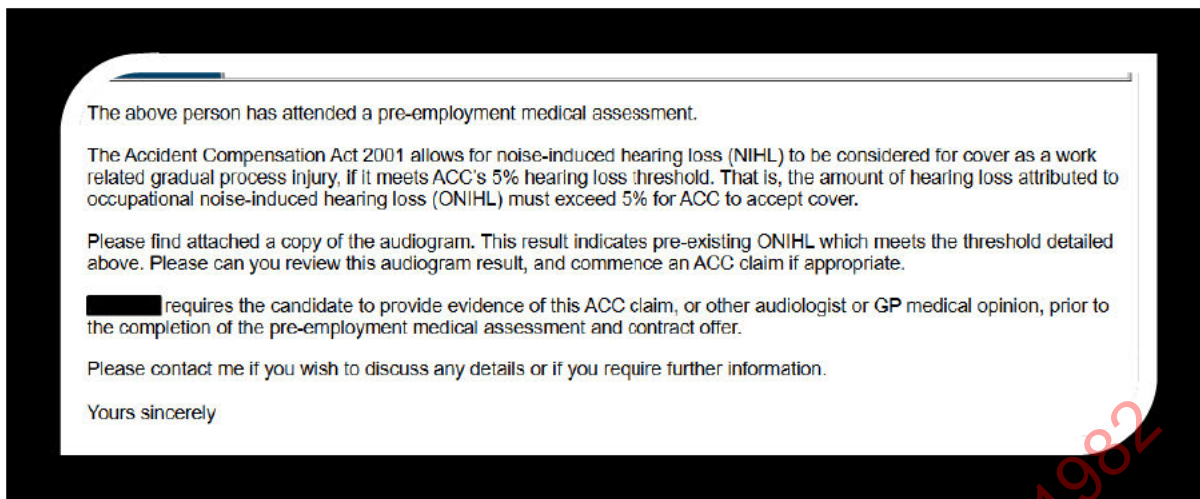 The above person has attended a pre-employment medical assessment.
The Accident Compensation Act 2001 allows for noise-induced hearing loss (NIHL) to be considered for cover as a work
related gradual process injury, if it meets ACC's 5% hearing loss threshold. That is, the amount of hearing loss attributed to
occupational noise-induced hearing loss (ONIHL) must exceed 5% for ACC to accept cover.
Please find attached a copy of the audiogram. This result indicates pre-existing ONIHL which meets the threshold detailed
above. Please can you review this audiogram result, and commence an ACC claim if appropriate.
requires the candidate to provide evidence of this ACC claim, or other audiologist or GP medical opinion, prior to
the completion of the pre-employment medical assessment and contract offer.
Please contact me if you wish to discuss any details or if you require further information.
Yours sincerely
1982